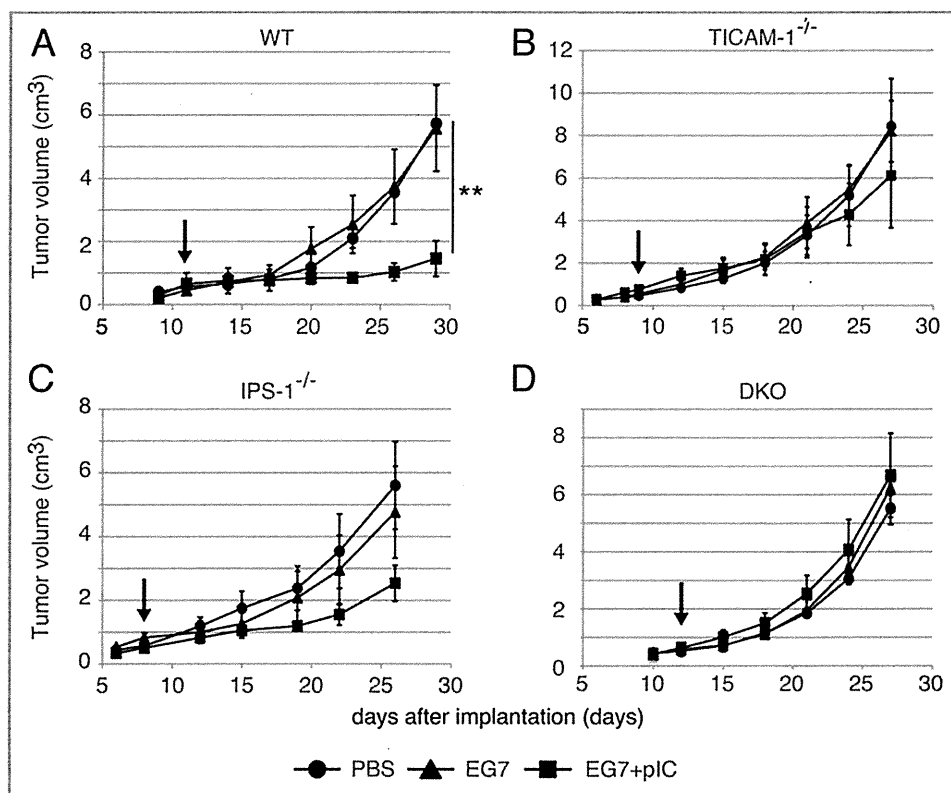 A
WT
Tumor volume (cm3)
8
6
4
2
0
5 10 15 20 25 30
**
B
TICAM-1-/-
12
10
8
6
4
2
0
5 10 15 20 25 30
C
IPS-1-/-
Tumor volume (cm3)
8
6
4
2
0
5 10 15 20 25 30
D
DKO
8
6
4
2
0
5 10 15 20 25 30
days after implantation (days)
PBS EG7 EG7+pIC